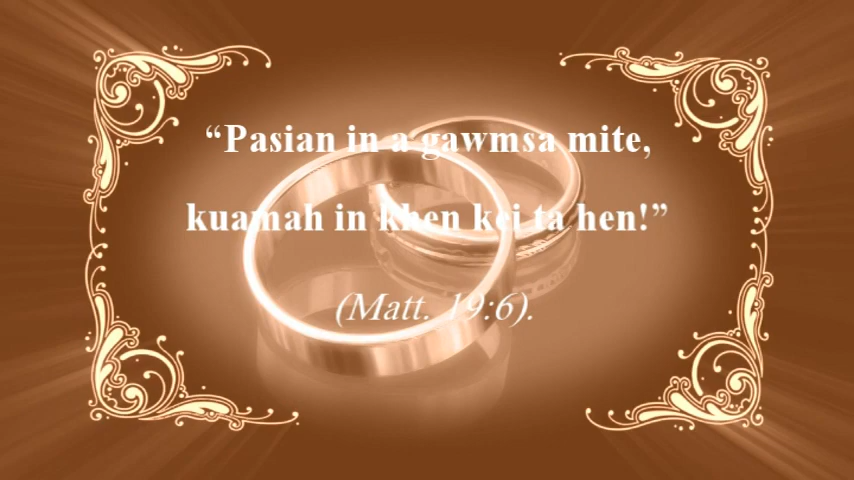 “Pasian in a gawmsa mite,
kuamah in khen kei ta hen!”
(Matt. 19:6).